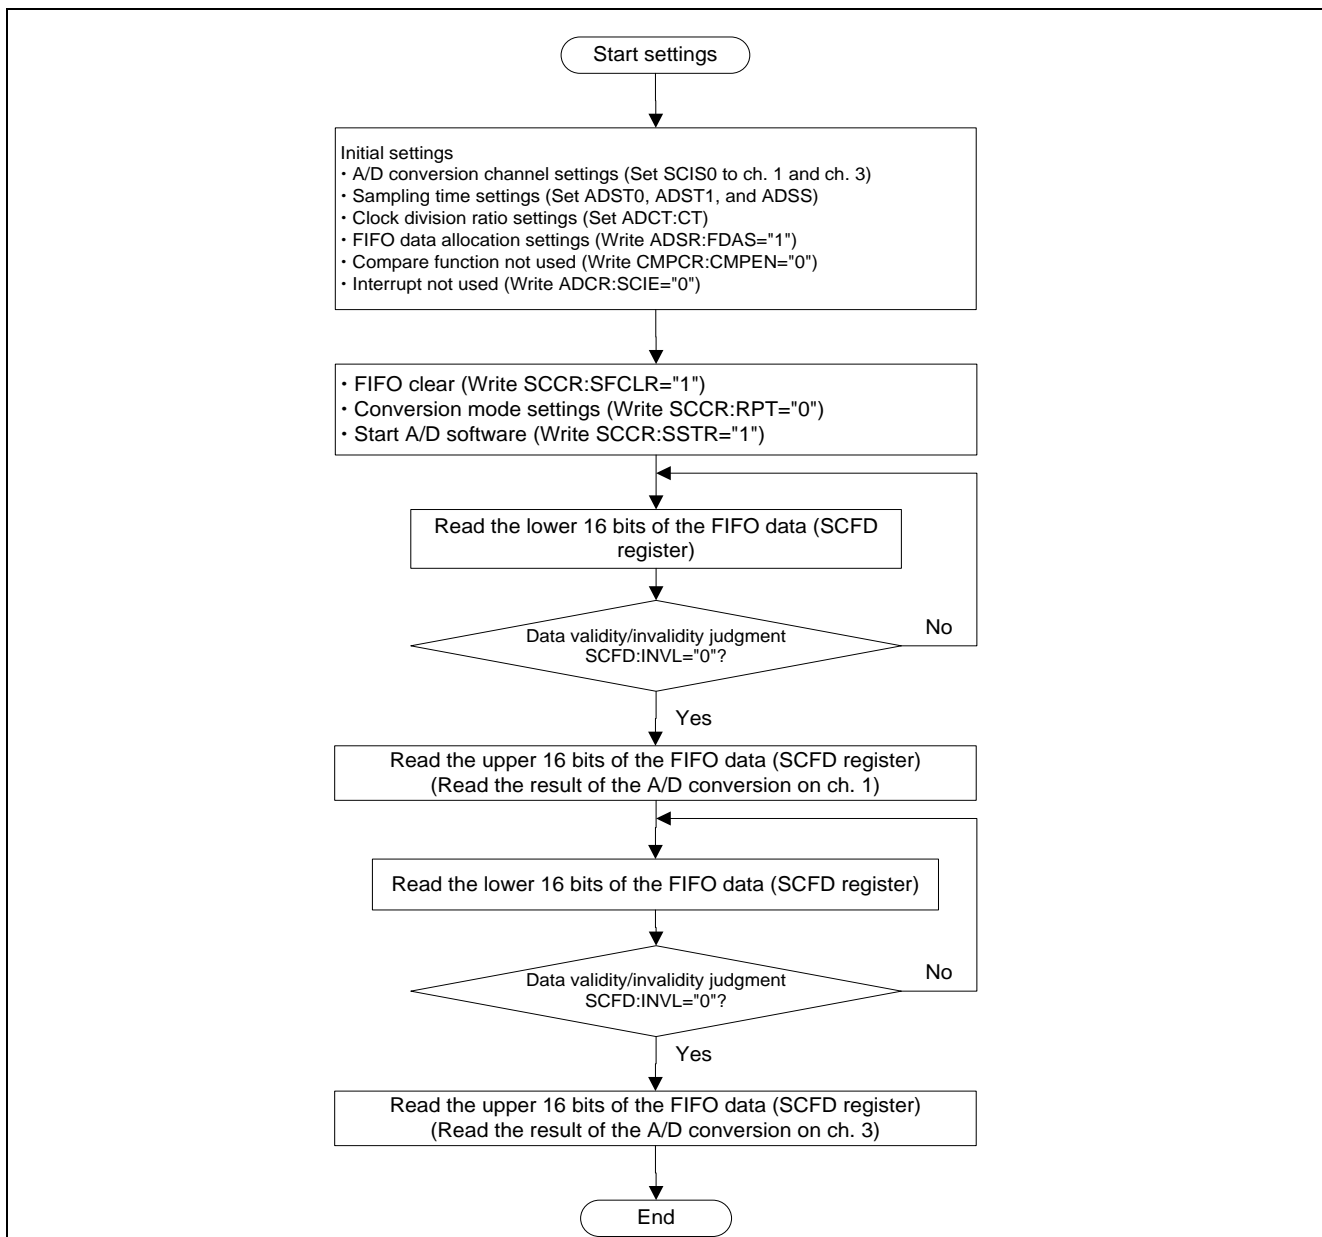 Start settings
Initial settings
・A/D conversion channel settings (Set SCIS0 to ch. 1 and ch. 3)
・Sampling time settings (Set ADST0, ADST1, and ADSS)
・Clock division ratio settings (Set ADCT:CT)
・FIFO data allocation settings (Write ADSR:FDAS="1")
・Compare function not used (Write CMPCR:CMPEN="0")
・Interrupt not used (Write ADCR:SCIE="0")
・FIFO clear (Write SCCR:SFCLR="1")
・Conversion mode settings (Write SCCR:RPT="0")
・Start A/D software (Write SCCR:SSTR="1")
Read the lower 16 bits of the FIFO data (SCFD
register)
Data validity/invalidity judgment
SCFD:INVL="0"?
No
Yes
Read the upper 16 bits of the FIFO data (SCFD register)
(Read the result of the A/D conversion on ch. 1)
Read the lower 16 bits of the FIFO data (SCFD register)
Data validity/invalidity judgment
SCFD:INVL="0"?
No
Yes
Read the upper 16 bits of the FIFO data (SCFD register)
(Read the result of the A/D conversion on ch. 3)
End